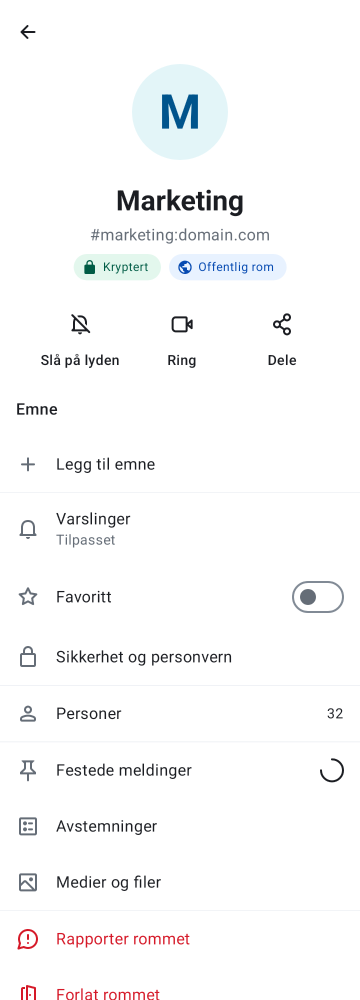 M
Marketing
#marketing:domain.com
Kryptert
Offentlig rom
Slå på lyden
Ring
Dele
Emne
Legg til emne
Varslinger
Tilpasset
Favoritt
Sikkerhet og personvern
Personer
32
Festede meldinger
Avstemninger
Medier og filer
Rapporter rommet
Forlat rommet